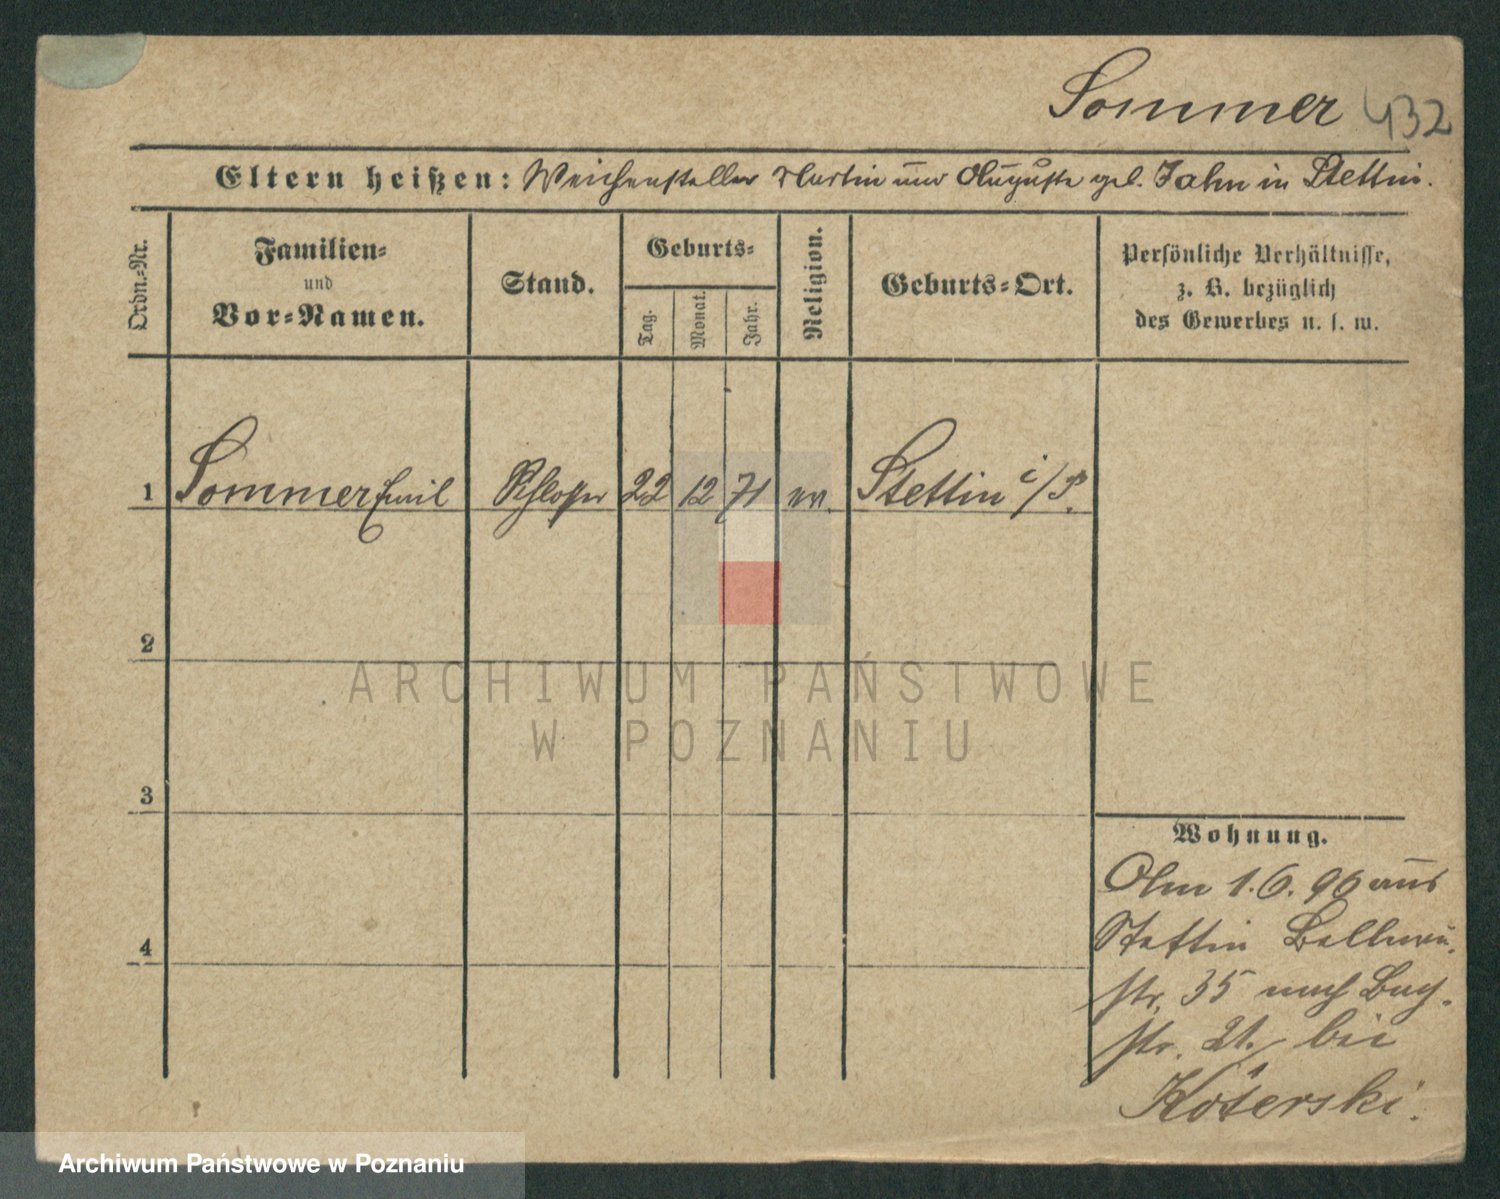 Sommer 432
Eltern heißen: Weichensteller Martin und Auguste geb. Jahn in Stettin.
Ordn.-Nr.
Familien-
und
Vor-Namen.
Stand.
Geburts-
Tag.
Monat.
Jahr.
Religion.
Geburts-Ort.
Persönliche Verhältnisse,
z. B. bezüglich
des Gewerbes u. s. w.
1 Sommer Emil Schlosser 22 12 71 ev. Stettin i/P.
2
3
4
Wohnung.
Am 1. 6. 96 aus
Stettin
str. 35 nach
str. 21. bei
Köterski.
ARCHIWUM PAŃSTWOWE
W POZNANIU
Archiwum Państwowe w Poznaniu